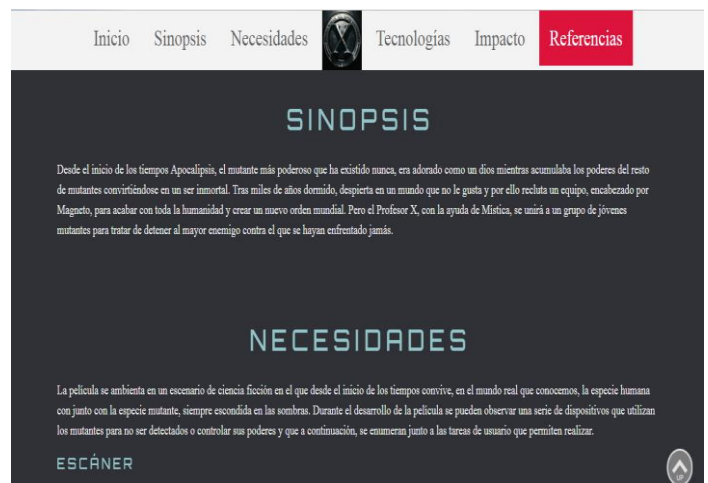 Inicio Sinopsis Necesidades Tecnologías Impacto Referencias
SINOPSIS
Desde el inicio de los tiempos Apocalipsis, el mutante más poderoso que ha existido nunca, era adorado como un dios mientras acumulaba los poderes del resto
de mutantes convirtiéndose en un ser inmortal. Tras miles de años dormido, despierta en un mundo que no le gusta y por ello recluta un equipo, encabezado por
Magneto, para acabar con toda la humanidad y crear un nuevo orden mundial. Pero el Profesor X, con la ayuda de Mística, se unirá a un grupo de jóvenes
mutantes para tratar de detener al mayor enemigo contra el que se hayan enfrentado jamás.
NECESIDADES
La película se ambienta en un escenario de ciencia ficción en el que desde el inicio de los tiempos convive, en el mundo real que conocemos, la especie humana
con junto con la especie mutante, siempre escondida en las sombras. Durante el desarrollo de la película se pueden observar una serie de dispositivos que utilizan
los mutantes para no ser detectados o controlar sus poderes y que a continuación, se enumeran junto a las tareas de usuario que permiten realizar.
ESCÁNER
UP